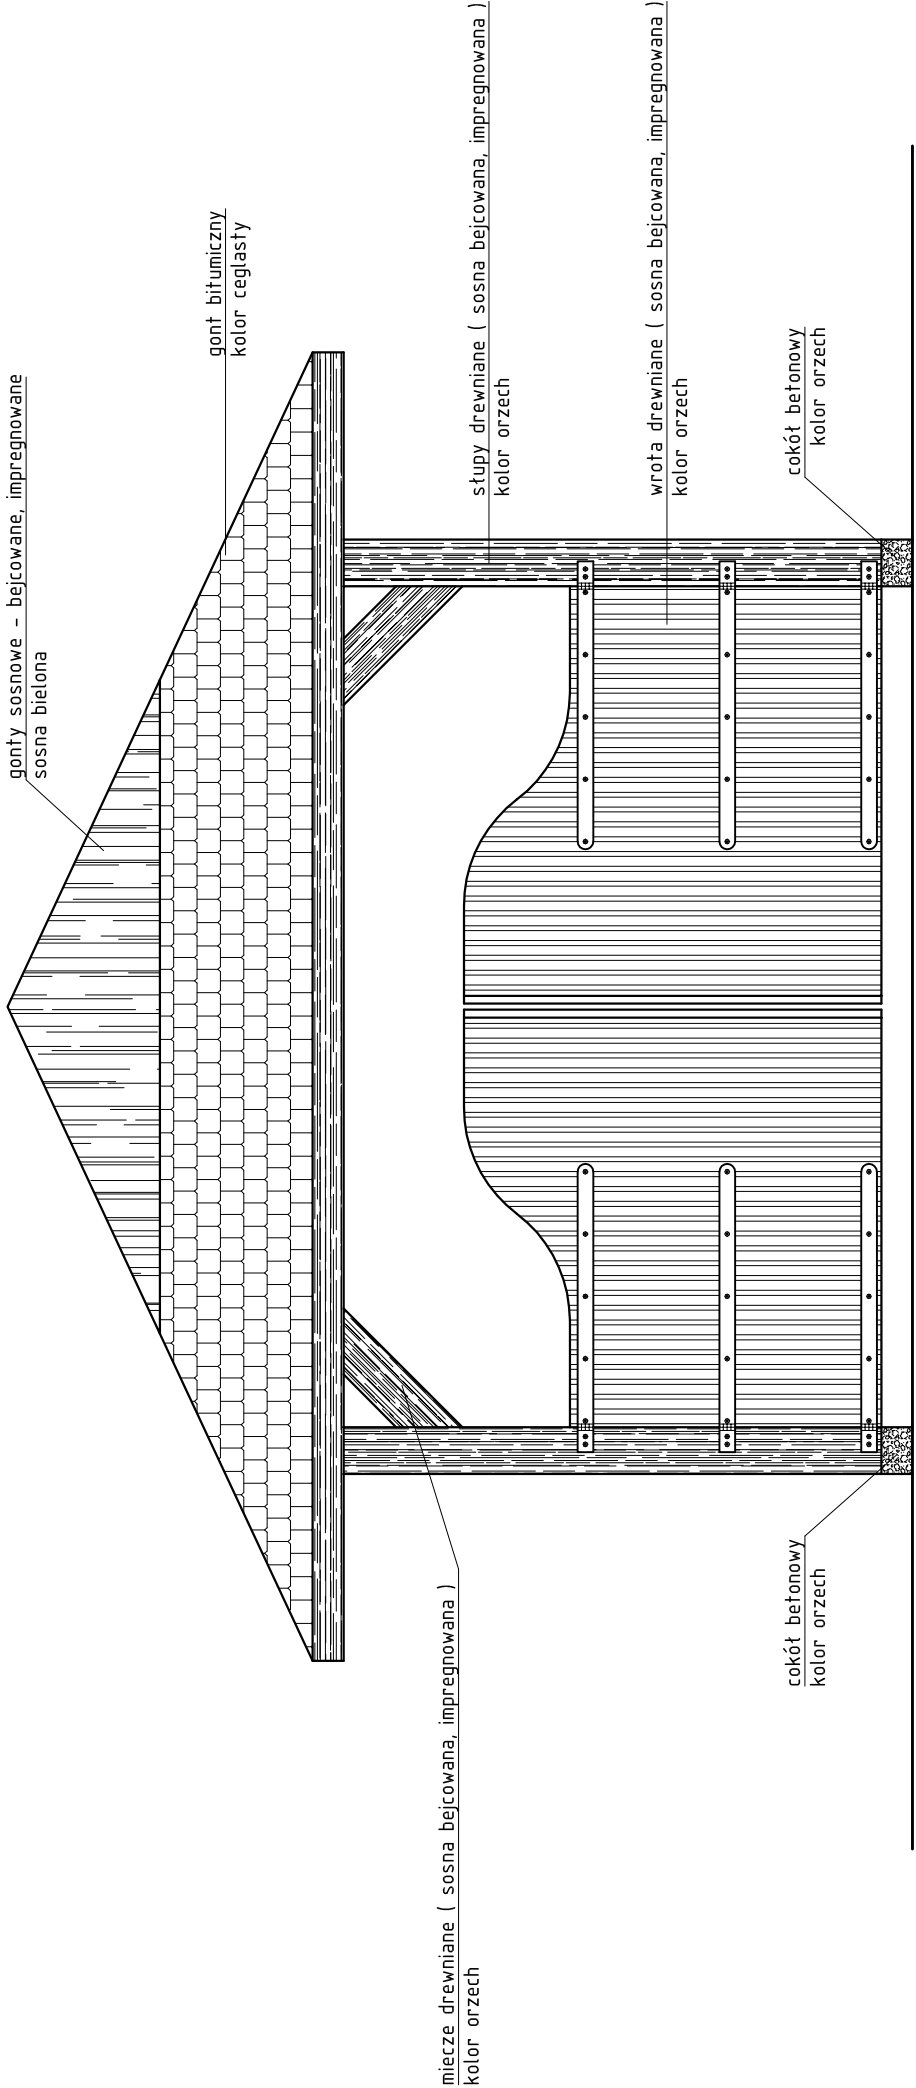 gonty sosnowe - bejcowane, impregnowane
sosna bielona
gont bitumiczny
kolor ceglasty
słupy drewniane ( sosna bejcowana, impregnowana )
kolor orzech
wrota drewniane ( sosna bejcowana, impregnowana )
kolor orzech
cokół betonowy
kolor orzech
miecze drewniane ( sosna bejcowana, impregnowana )
kolor orzech
cokół betonowy
kolor orzech